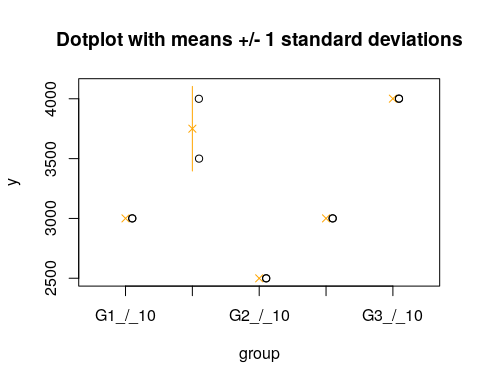 Dotplot with means +/- 1 standard deviations
4000
3500
3000
2500
y
G1_/_10 G2_/_10 G3_/_10
group